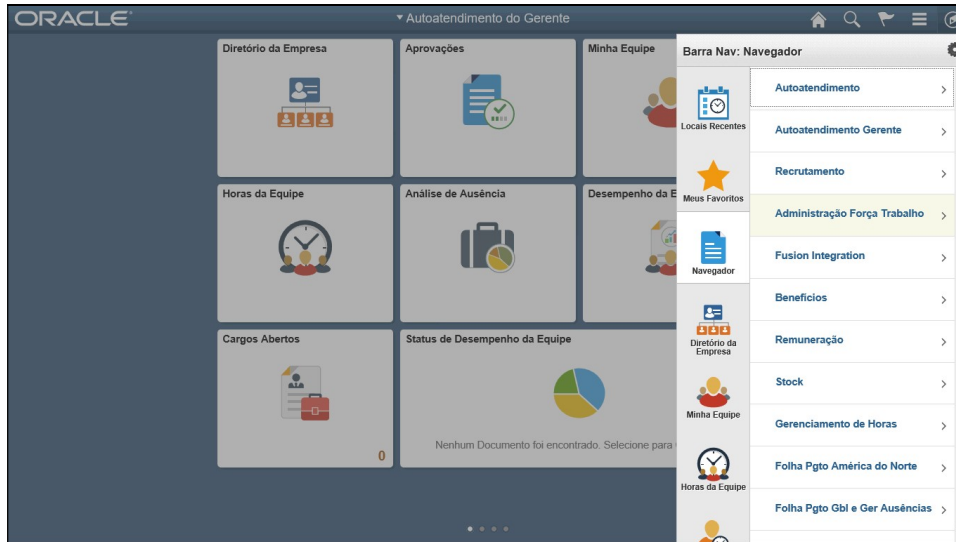 ORACLE
Autoatendimento do Gerente
Diretório da Empresa
Aprovações
Minha Equipe
Horas da Equipe
Análise de Ausência
Desempenho da E
Cargos Abertos
0
Status de Desempenho da Equipe
Nenhum Documento foi encontrado. Selecione para
Barra Nav: Navegador
Locais Recentes
Meus Favoritos
Navegador
Diretório da
Empresa
Minha Equipe
Horas da Equipe
Autoatendimento
Autoatendimento Gerente
Recrutamento
Administração Força Trabalho
Fusion Integration
Benefícios
Remuneração
Stock
Gerenciamento de Horas
Folha Pgto América do Norte
Folha Pgto Gbl e Ger Ausências